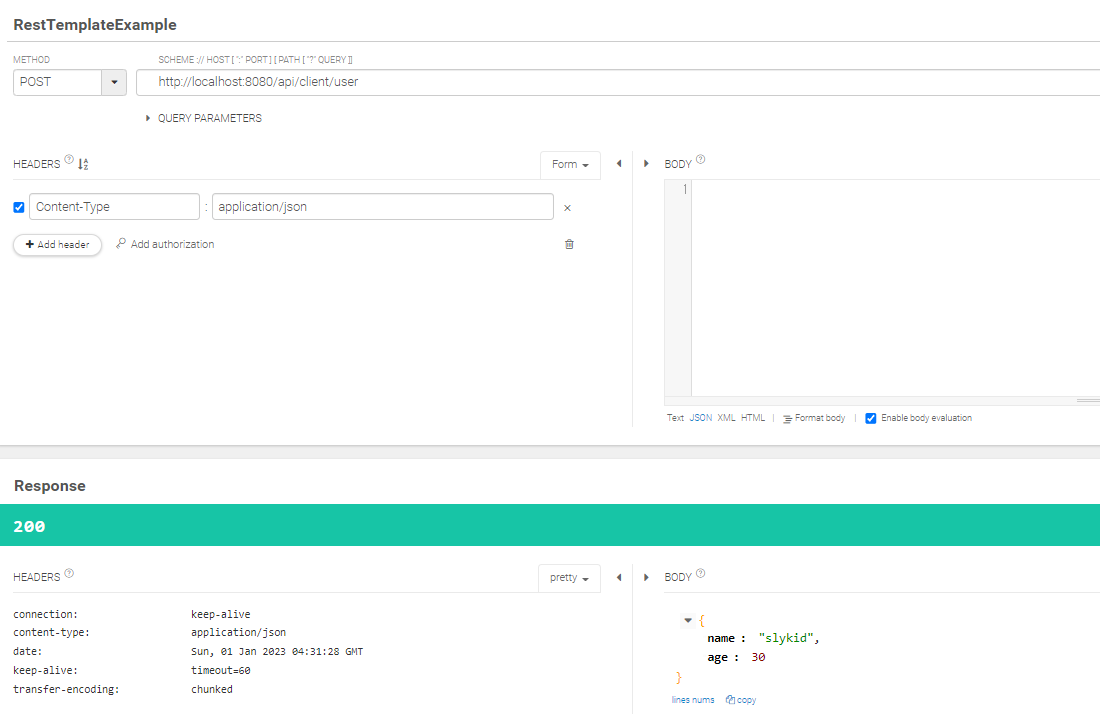 RestTemplateExample
METHOD
SCHEME :// HOST [ ":" PORT ] [ PATH [ "?" QUERY ]]
POST
http://localhost:8080/api/client/user
QUERY PARAMETERS
HEADERS ? A Z
Form
BODY ?
Content-Type : application/json ×
+ Add header
Add authorization
1
Text JSON XML HTML | Format body | Enable body evaluation
Response
200
HEADERS ?
pretty
BODY ?
connection: keep-alive
content-type: application/json
date: Sun, 01 Jan 2023 04:31:28 GMT
keep-alive: timeout=60
transfer-encoding: chunked
{
name : "slykid",
age : 30
}
lines nums copy